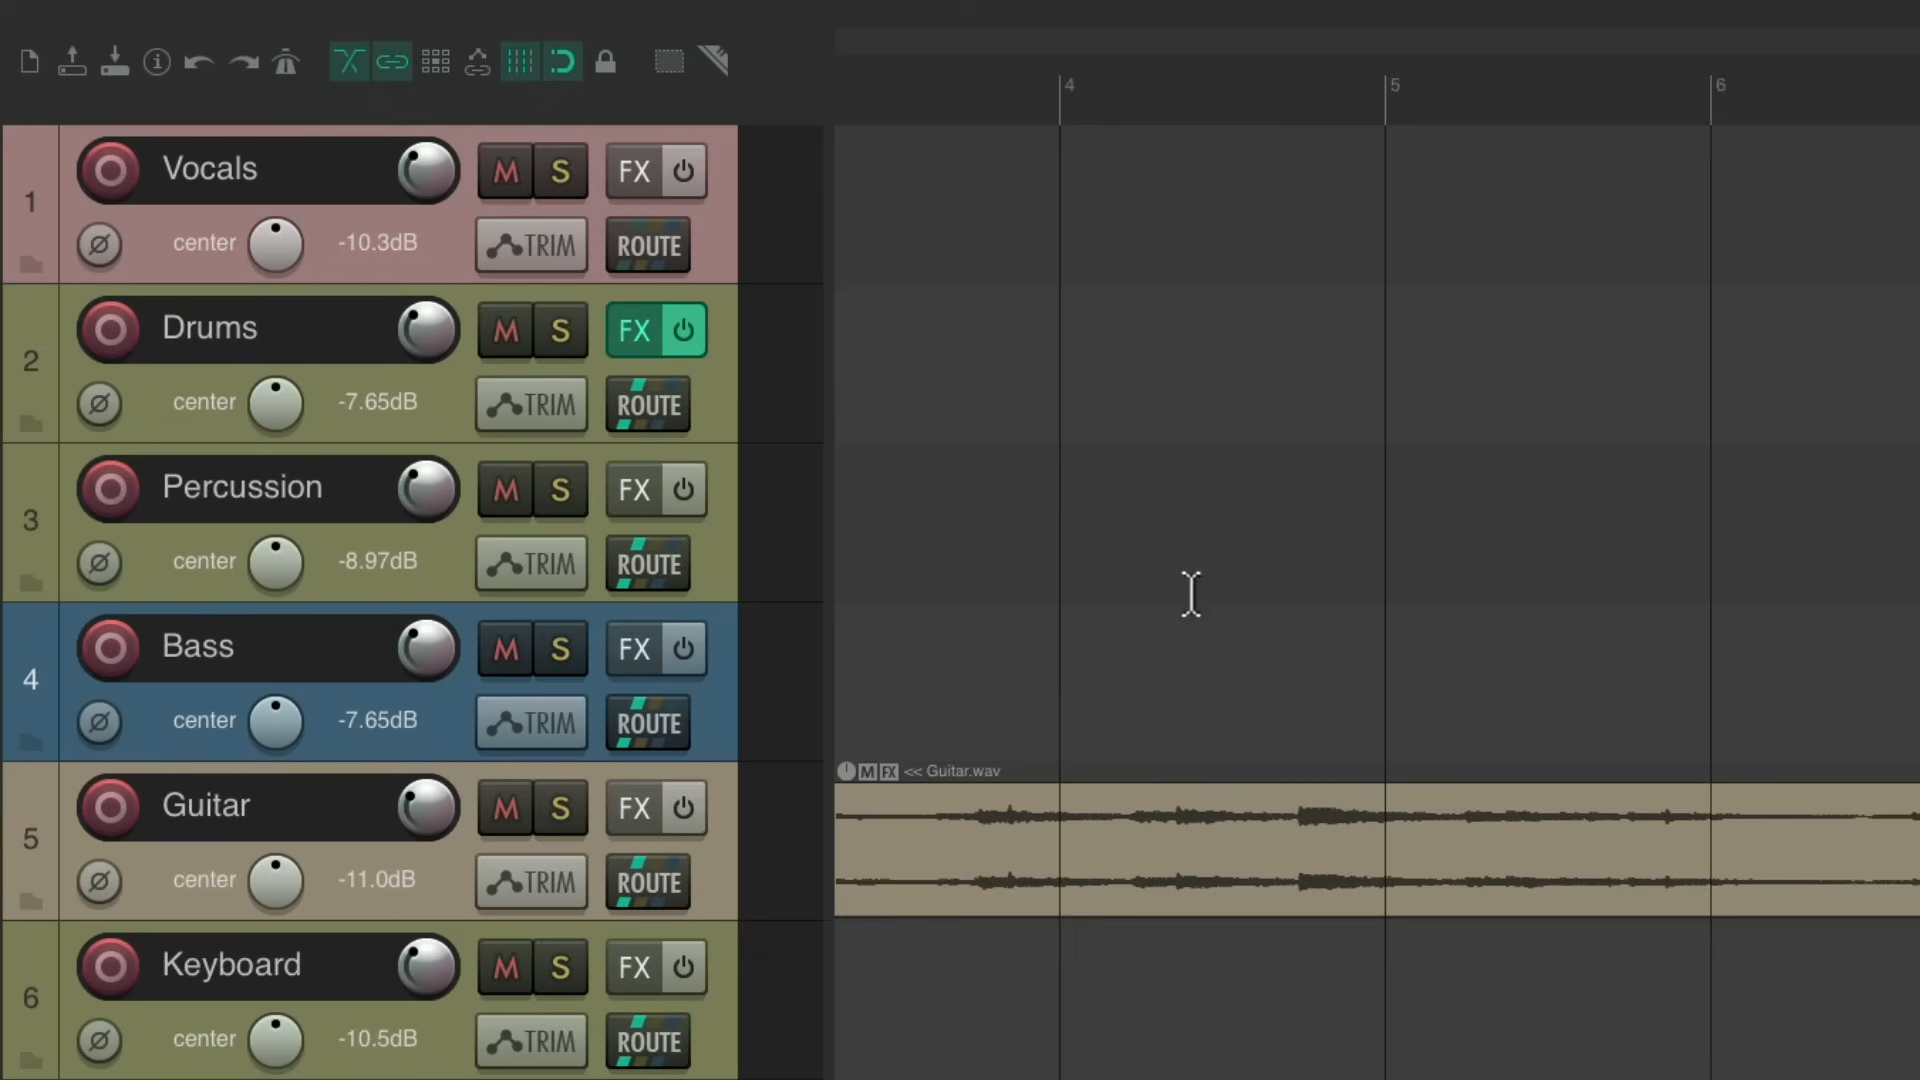 4 5 6
1 Vocals M S FX
center -10.3dB TRIM ROUTE
2 Drums M S FX
center -7.65dB TRIM ROUTE
3 Percussion M S FX
center -8.97dB TRIM ROUTE
4 Bass M S FX
center -7.65dB TRIM ROUTE
M FX << Guitar.wav
5 Guitar M S FX
center -11.0dB TRIM ROUTE
6 Keyboard M S FX
center -10.5dB TRIM ROUTE